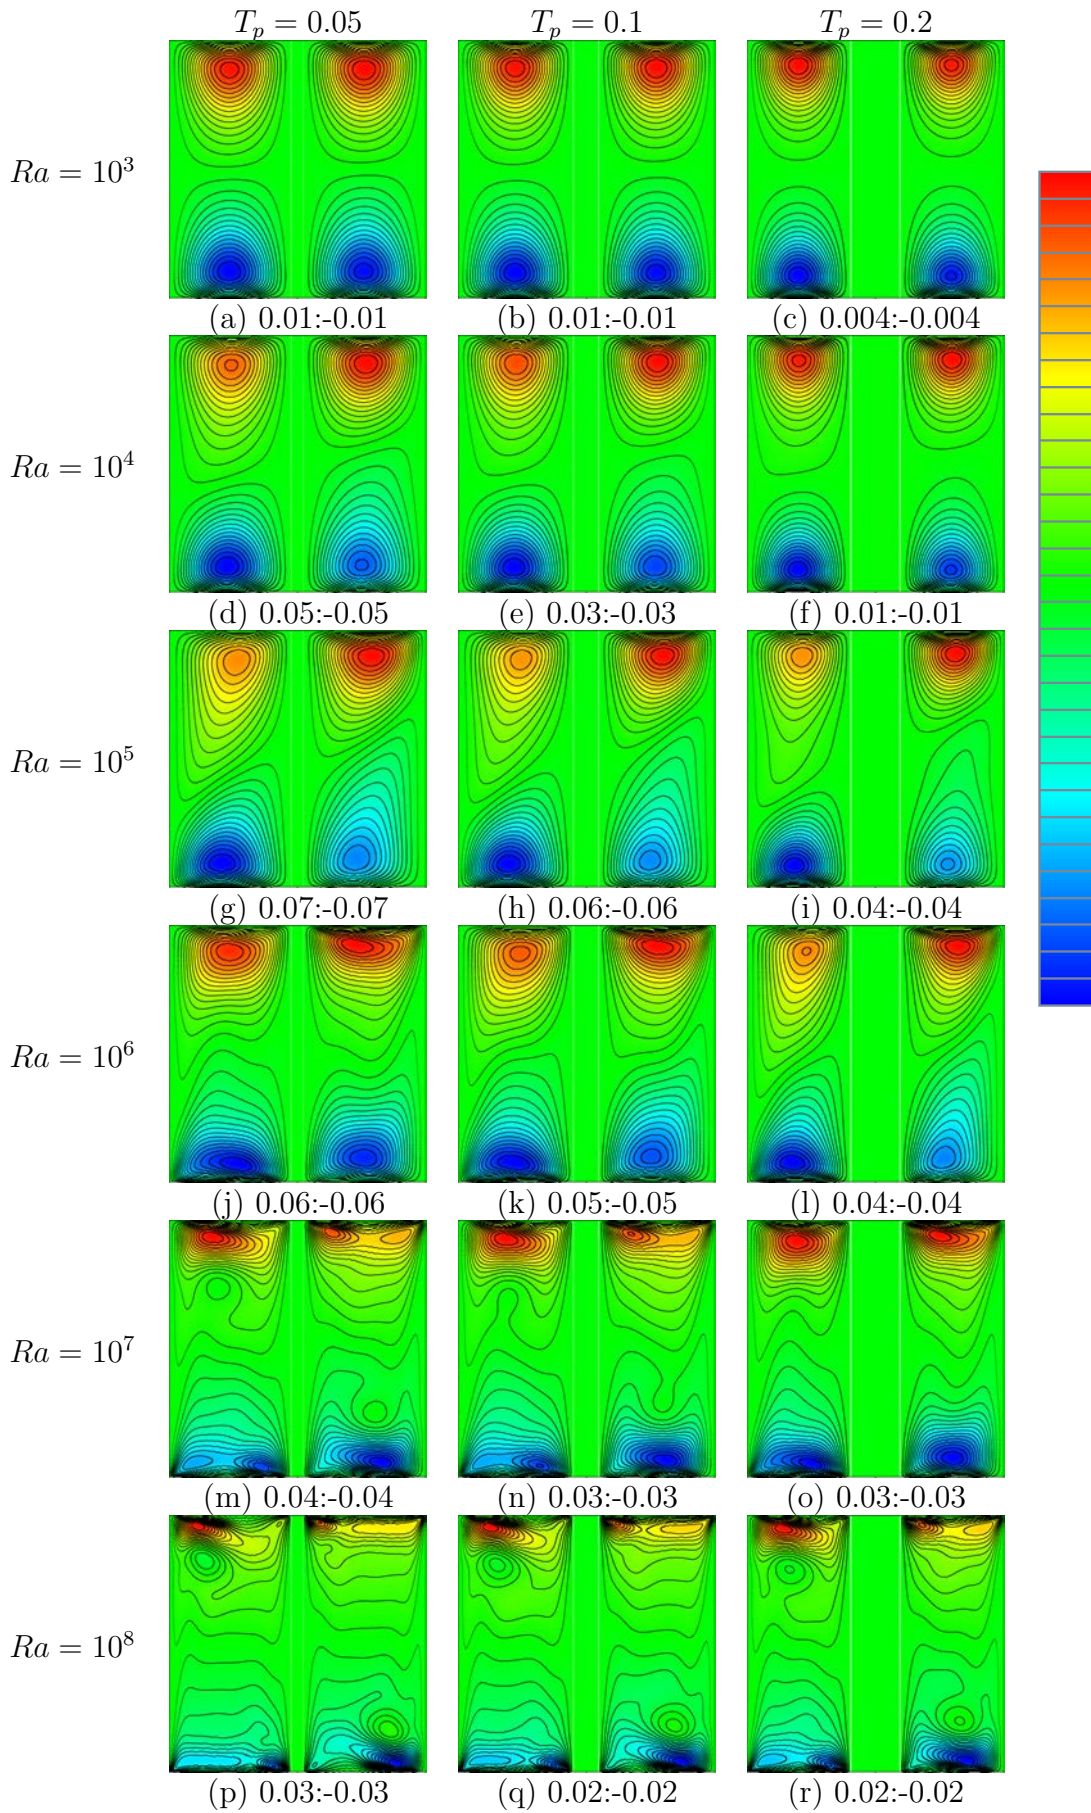 T_p = 0.05 T_p = 0.1 T_p = 0.2
Ra = 10^3
(a) 0.01:-0.01 (b) 0.01:-0.01 (c) 0.004:-0.004
Ra = 10^4
(d) 0.05:-0.05 (e) 0.03:-0.03 (f) 0.01:-0.01
Ra = 10^5
(g) 0.07:-0.07 (h) 0.06:-0.06 (i) 0.04:-0.04
Ra = 10^6
(j) 0.06:-0.06 (k) 0.05:-0.05 (l) 0.04:-0.04
Ra = 10^7
(m) 0.04:-0.04 (n) 0.03:-0.03 (o) 0.03:-0.03
Ra = 10^8
(p) 0.03:-0.03 (q) 0.02:-0.02 (r) 0.02:-0.02